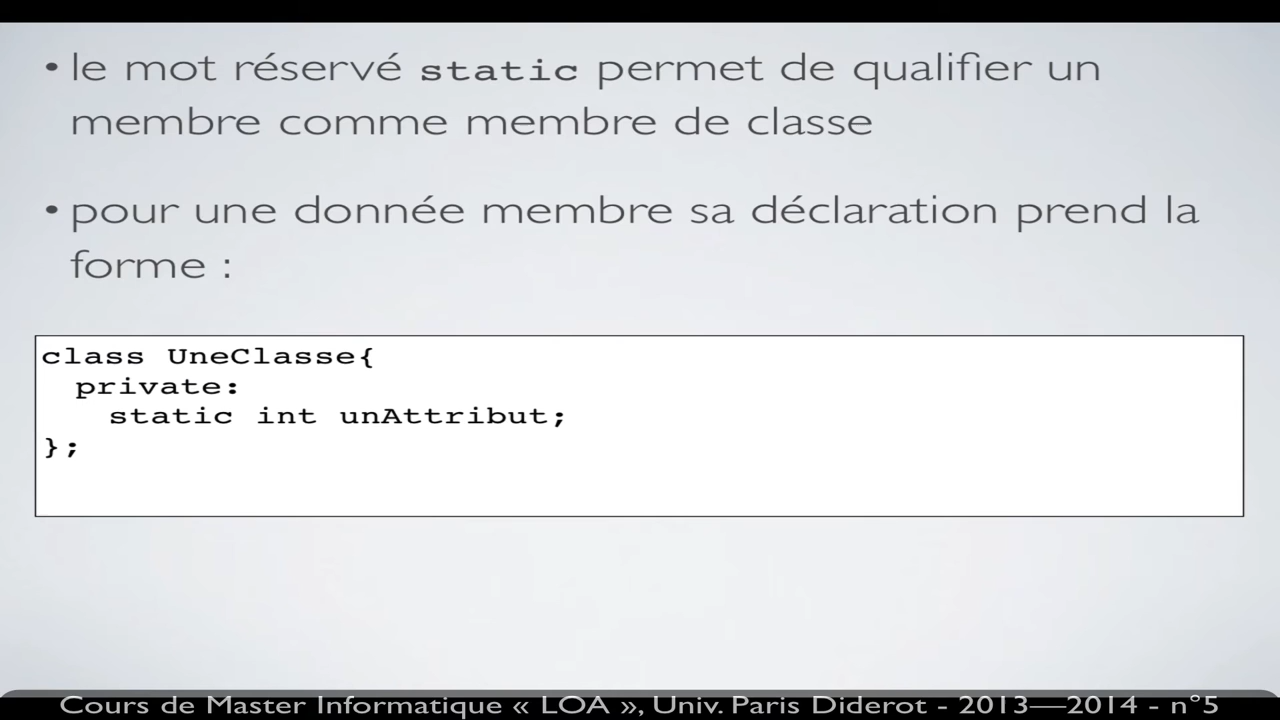 • le mot réservé static permet de qualifier un
membre comme membre de classe
• pour une donnée membre sa déclaration prend la
forme :
class UneClasse{
  private:
    static int unAttribut;
};
Cours de Master Informatique « LOA », Univ. Paris Diderot - 2013—2014 - n°5